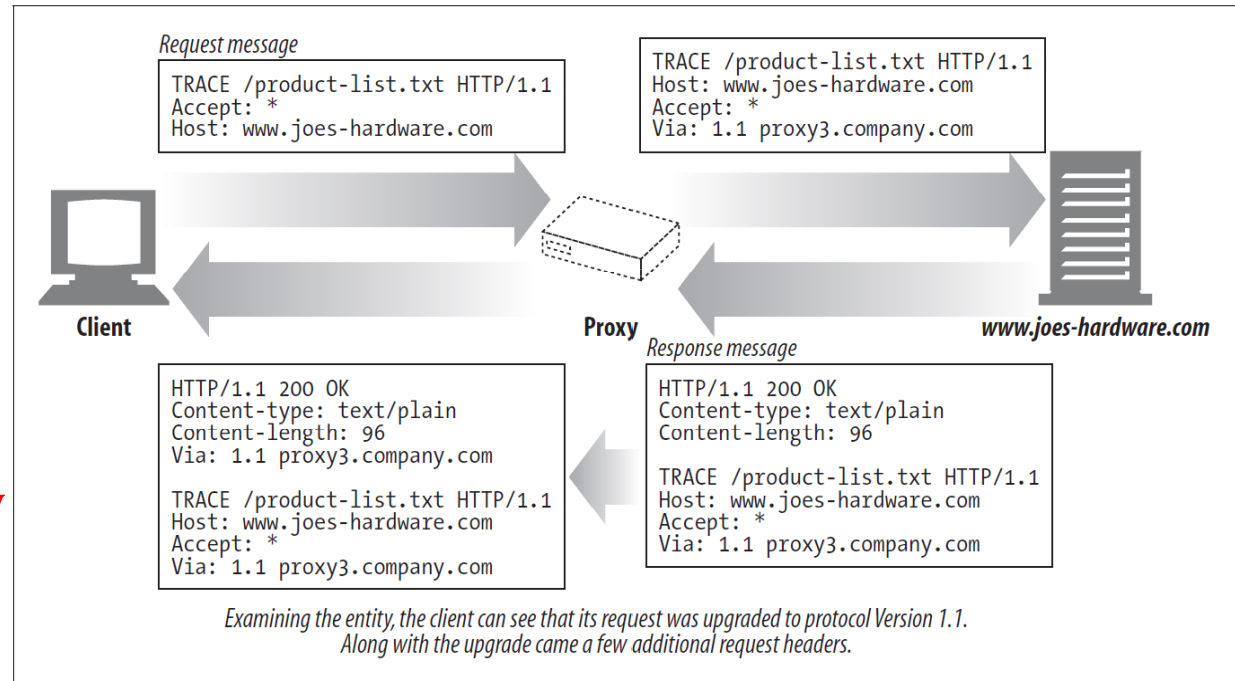 Request message
TRACE /product-list.txt HTTP/1.1
Accept: *
Host: www.joes-hardware.com
TRACE /product-list.txt HTTP/1.1
Host: www.joes-hardware.com
Accept: *
Via: 1.1 proxy3.company.com
Client
Proxy
www.joes-hardware.com
Response message
HTTP/1.1 200 OK
Content-type: text/plain
Content-length: 96
Via: 1.1 proxy3.company.com
TRACE /product-list.txt HTTP/1.1
Host: www.joes-hardware.com
Accept: *
Via: 1.1 proxy3.company.com
HTTP/1.1 200 OK
Content-type: text/plain
Content-length: 96
TRACE /product-list.txt HTTP/1.1
Host: www.joes-hardware.com
Accept: *
Via: 1.1 proxy3.company.com
Examining the entity, the client can see that its request was upgraded to protocol Version 1.1.
Along with the upgrade came a few additional request headers.